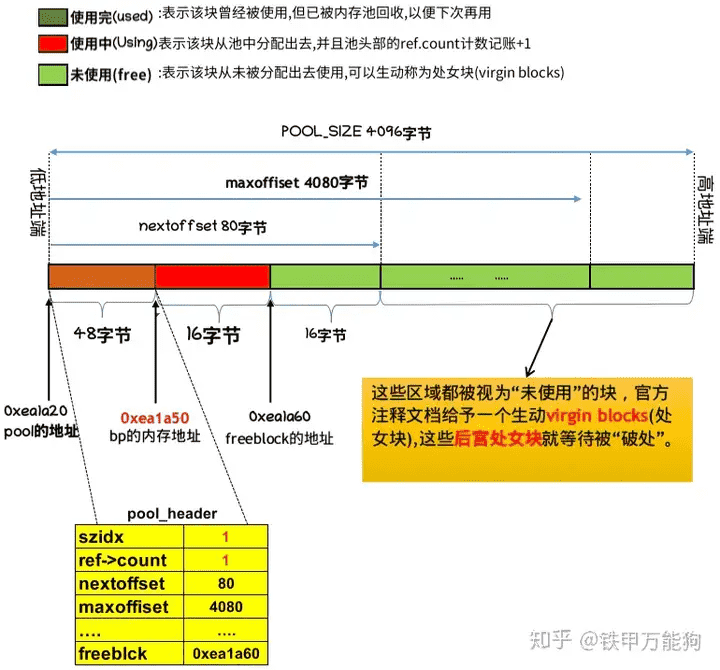 使用完(used) :表示该块曾经被使用,但已被内存池回收,以便下次再用
使用中(Using)表示该块从池中分配出去,并且池头部的ref.count计数记账+1
未使用(free) :表示该块从未被分配出去使用,可以生动称为处女块(virgin blocks)
POOL_SIZE 4096字节
低地址端
高地址端
maxoffiset 4080字节
nextoffset 80字节
..... .....
48字节
16字节
16字节
0xea1a20
pool的地址
0xea1a50
bp的内存地址
0xea1a60
freeblock的地址
这些区域都被视为“未使用”的块，官方
注释文档给予一个生动virgin blocks(处
女块),这些后宫处女块就等待被“破处”。
pool_header
szidx 1
ref->count 1
nextoffset 80
maxoffiset 4080
.... ....
freeblck 0xea1a60
知乎 @铁甲万能狗